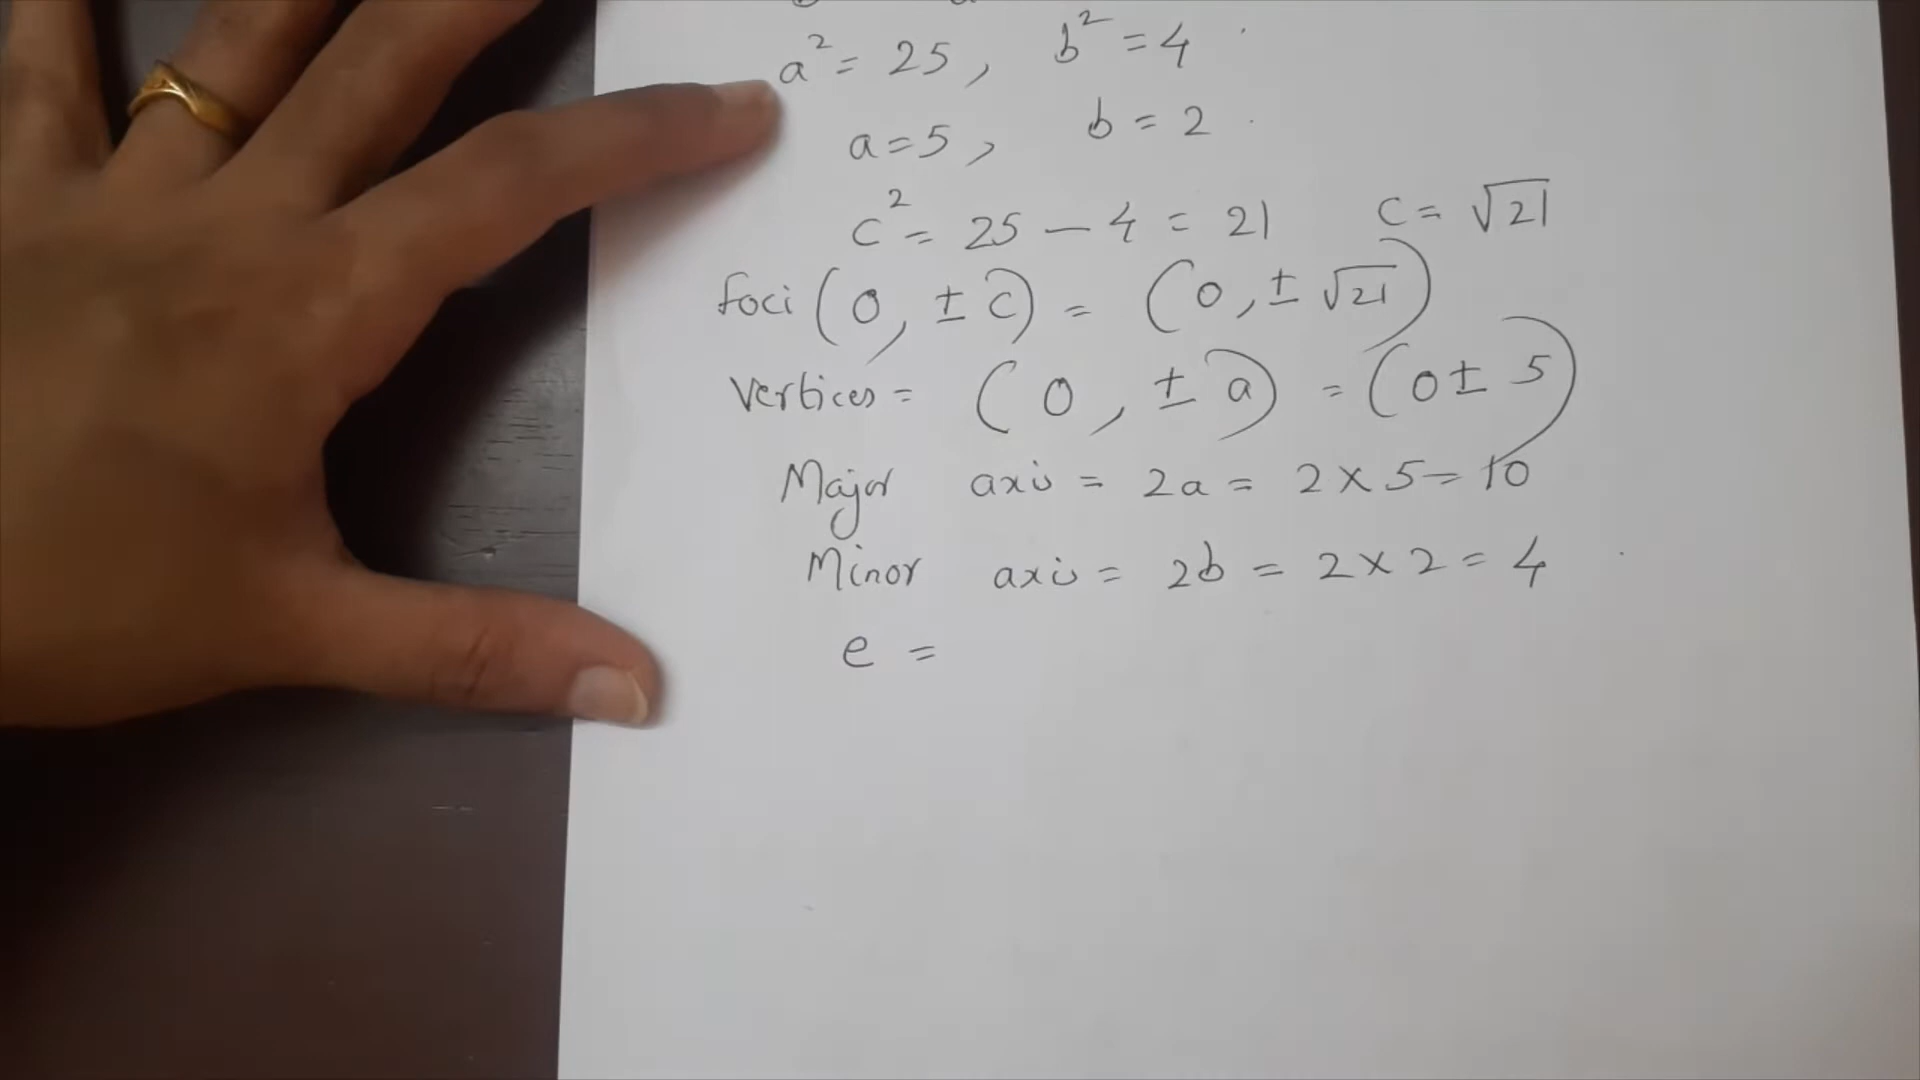 a² = 25, b² = 4
a = 5, b = 2
c² = 25 − 4 = 21 c = √21
foci (0, ± c) = (0, ± √21)
Vertices = (0, ± a) = (0 ± 5)
Major axis = 2a = 2 × 5 = 10
Minor axis = 2b = 2 × 2 = 4
e =